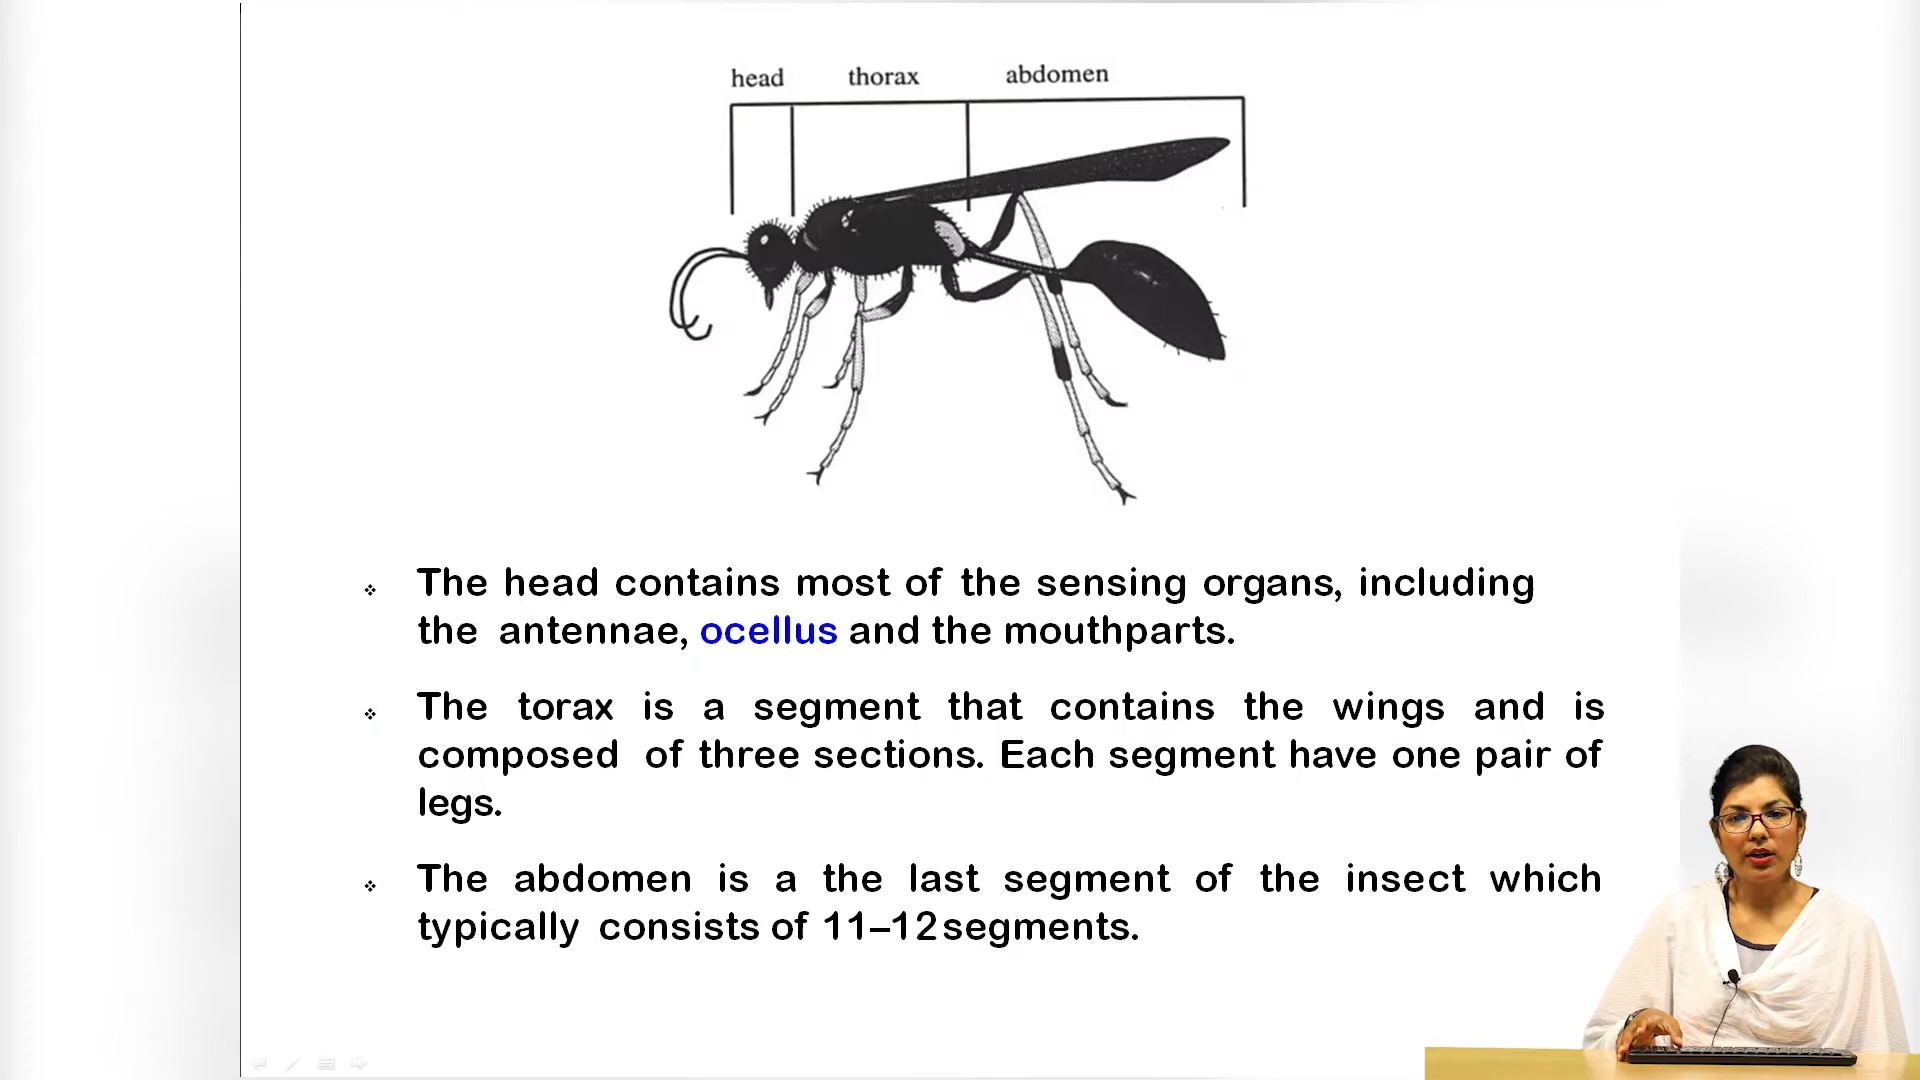 head thorax abdomen
The head contains most of the sensing organs, including
the antennae, ocellus and the mouthparts.
The torax is a segment that contains the wings and is
composed of three sections. Each segment have one pair of
legs.
The abdomen is a the last segment of the insect which
typically consists of 11–12segments.